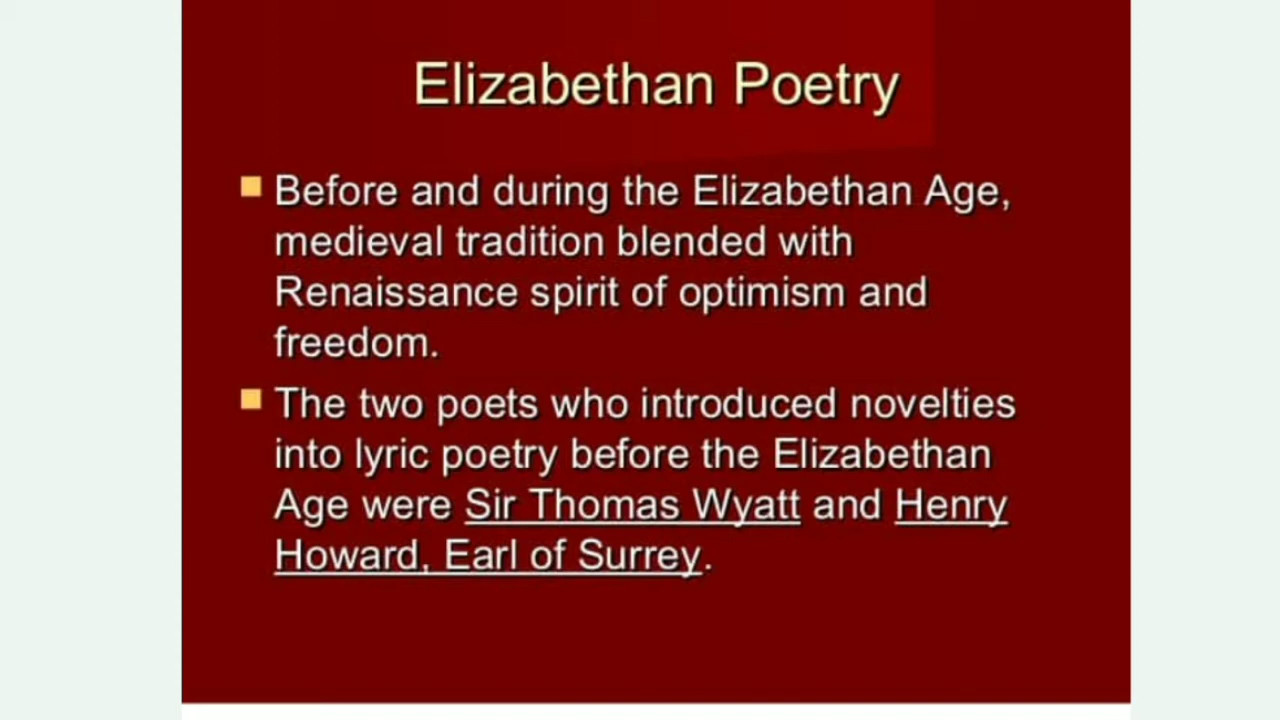 Elizabethan Poetry
Before and during the Elizabethan Age,
medieval tradition blended with
Renaissance spirit of optimism and
freedom.
The two poets who introduced novelties
into lyric poetry before the Elizabethan
Age were Sir Thomas Wyatt and Henry
Howard, Earl of Surrey.